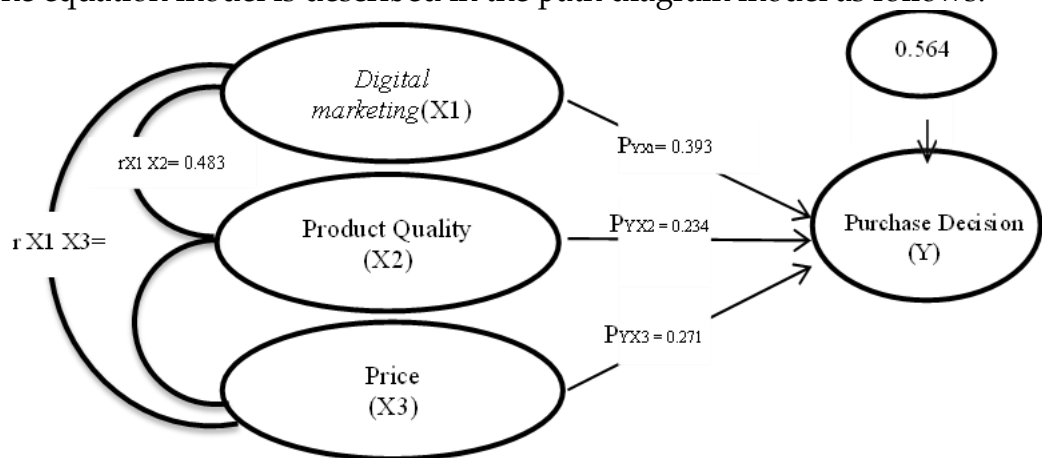 The equation model is described in the path diagram model as follows:
0.564
Digital
marketing(X1)
PYX1= 0.393
rX1 X2= 0.483
Product Quality
(X2)
PYX2 = 0.234
Purchase Decision
(Y)
r X1 X3=
PYX3 = 0.271
Price
(X3)